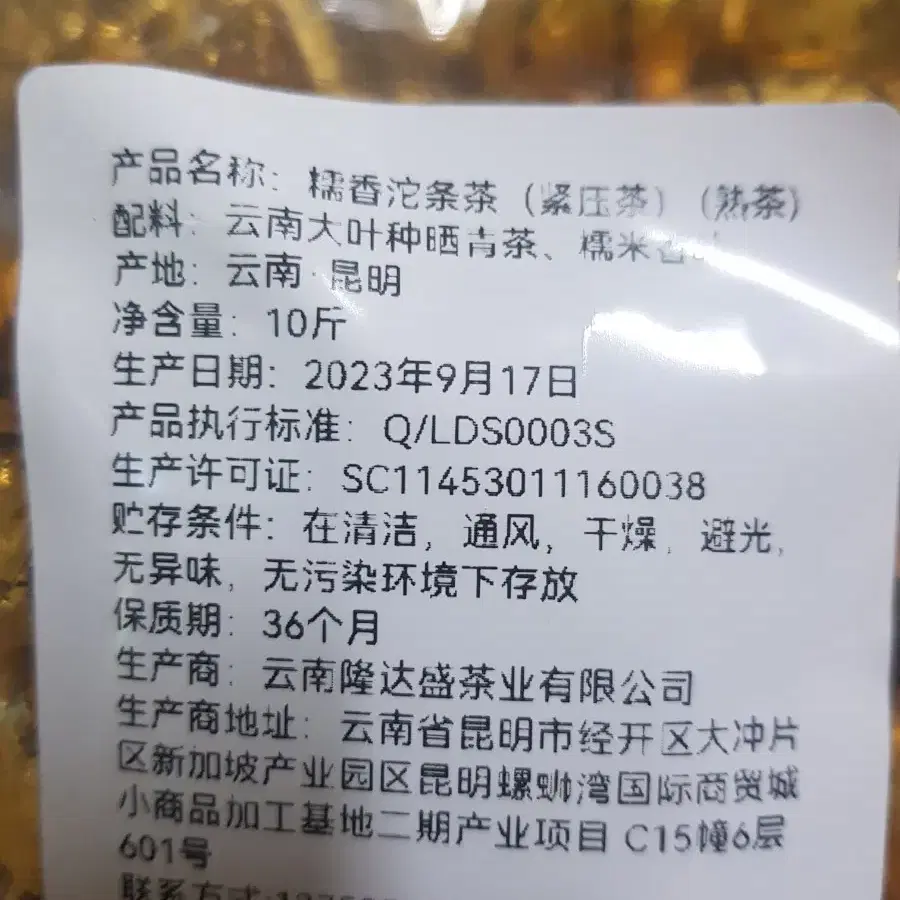 产品名称: 糯香沱条茶（紧压茶）（熟茶）
配料: 云南大叶种晒青茶、糯米香
产地: 云南·昆明
净含量: 10斤
生产日期: 2023年9月17日
产品执行标准: Q/LDS0003S
生产许可证: SC11453011160038
贮存条件: 在清洁，通风，干燥，避光，
无异味，无污染环境下存放
保质期: 36个月
生产商: 云南隆达盛茶业有限公司
生产商地址: 云南省昆明市经开区大冲片
区新加坡产业园区昆明螺蛳湾国际商贸城
小商品加工基地二期产业项目 C15幢6层
601号
联系方式: